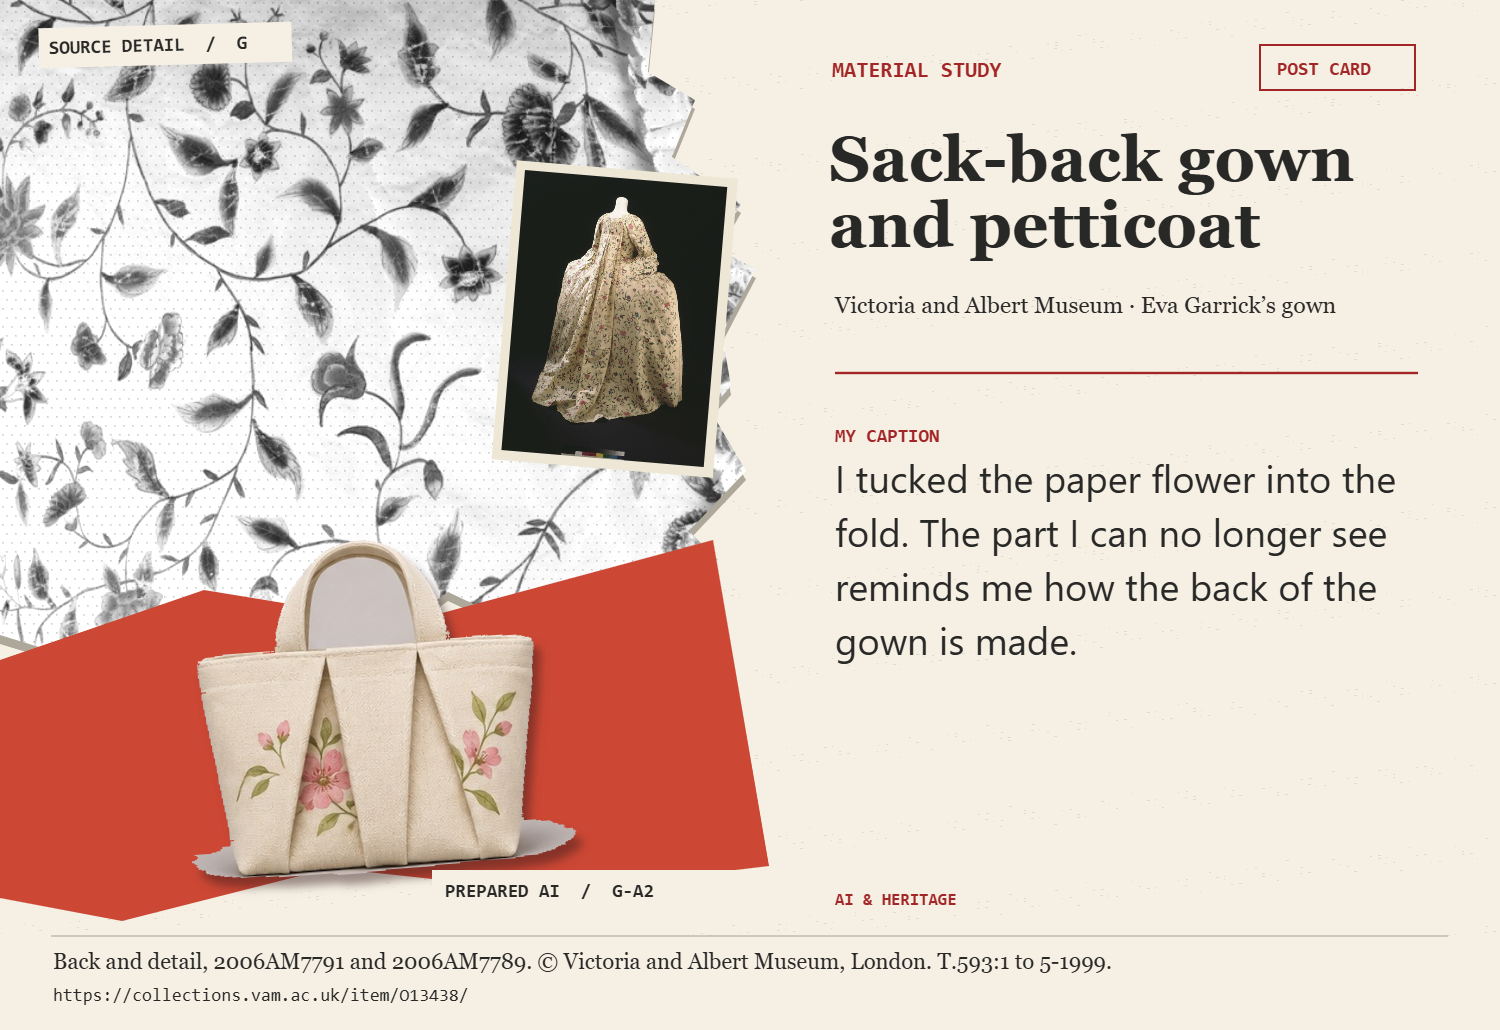 SOURCE DETAIL / G
MATERIAL STUDY
POST CARD
Sack-back gown
and petticoat
Victoria and Albert Museum · Eva Garrick’s gown
MY CAPTION
I tucked the paper flower into the
fold. The part I can no longer see
reminds me how the back of the
gown is made.
PREPARED AI / G-A2
AI & HERITAGE
Back and detail, 2006AM7791 and 2006AM7789. © Victoria and Albert Museum, London. T.593:1 to 5-1999.
https://collections.vam.ac.uk/item/O13438/